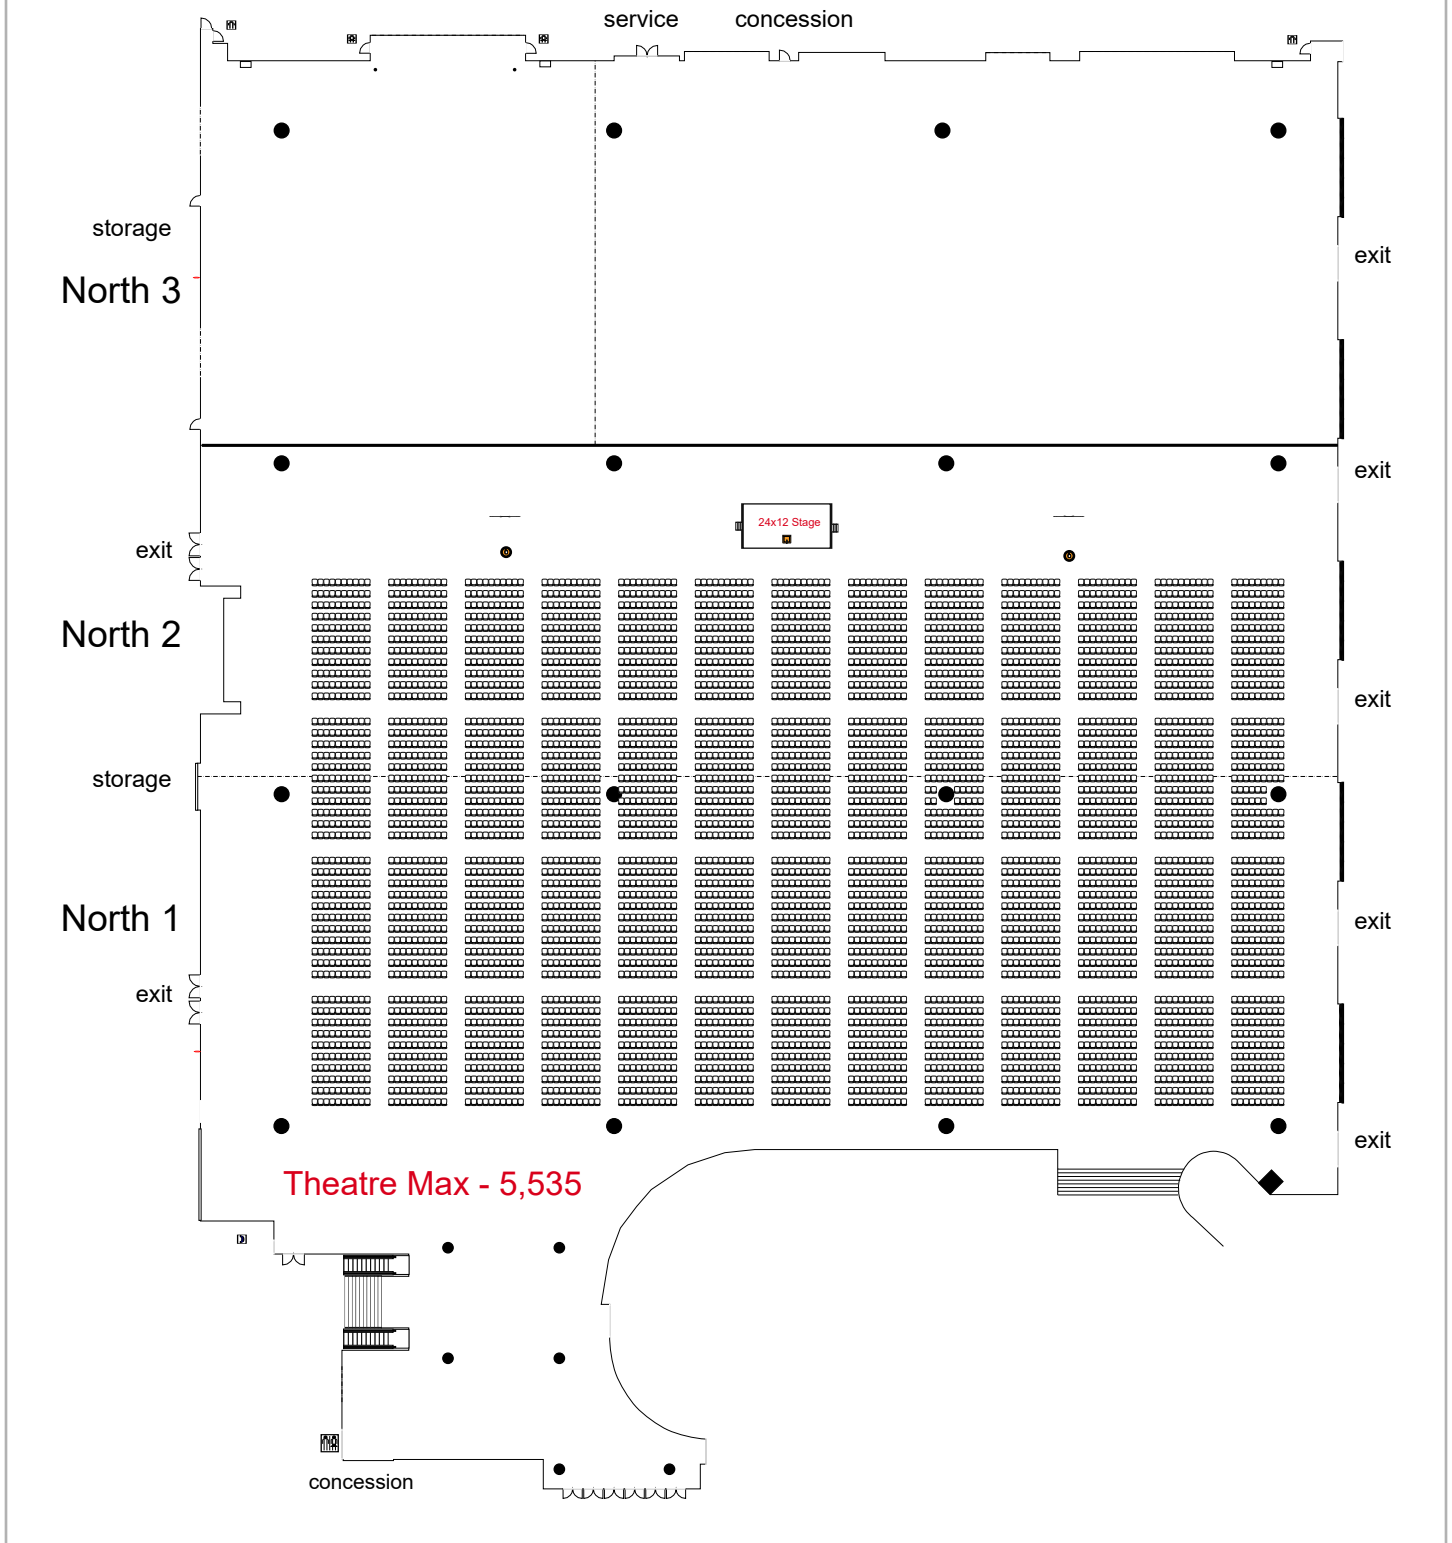 service
concession
storage
North 3
exit
exit
24x12 Stage
exit
North 2
exit
storage
North 1
exit
exit
exit
Theatre Max - 5,535
concession